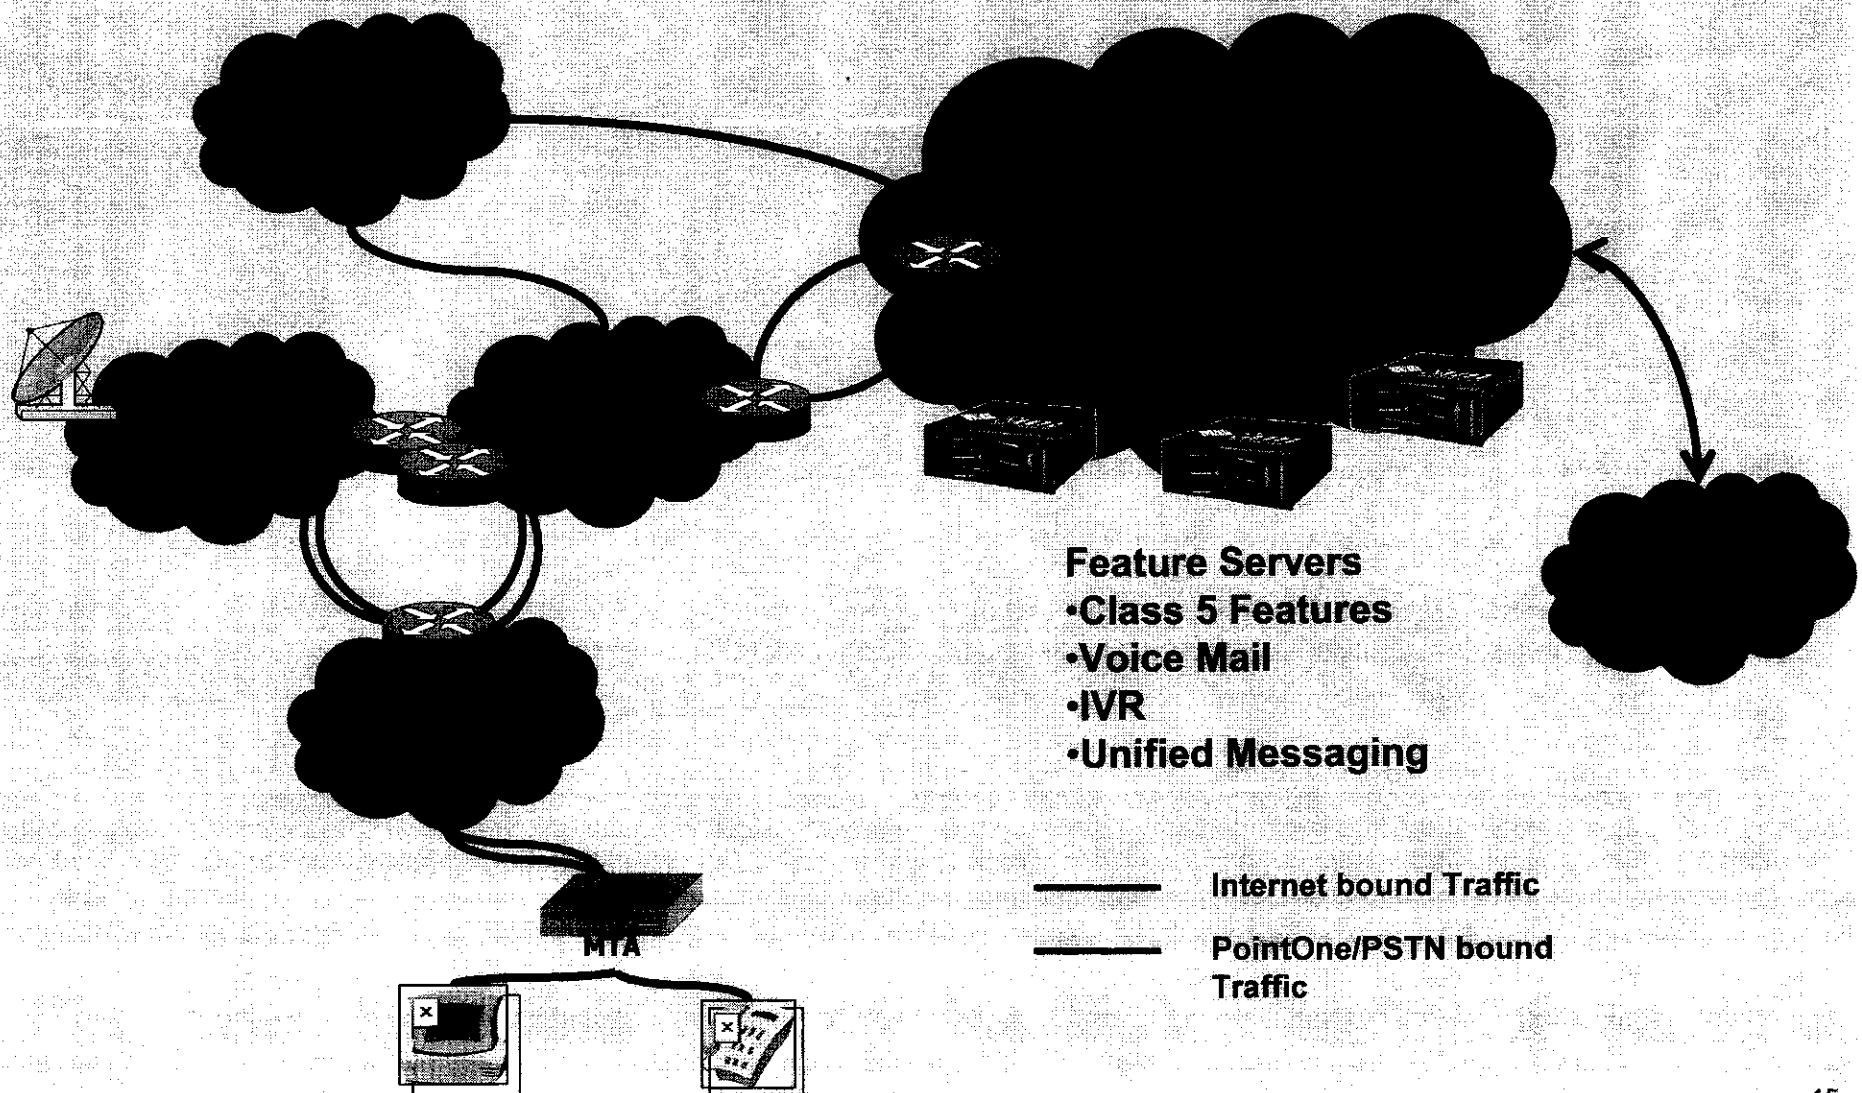 Feature Servers
•Class 5 Features
•Voice Mail
•IVR
•Unified Messaging
Internet bound Traffic
PointOne/PSTN bound
Traffic
MTA